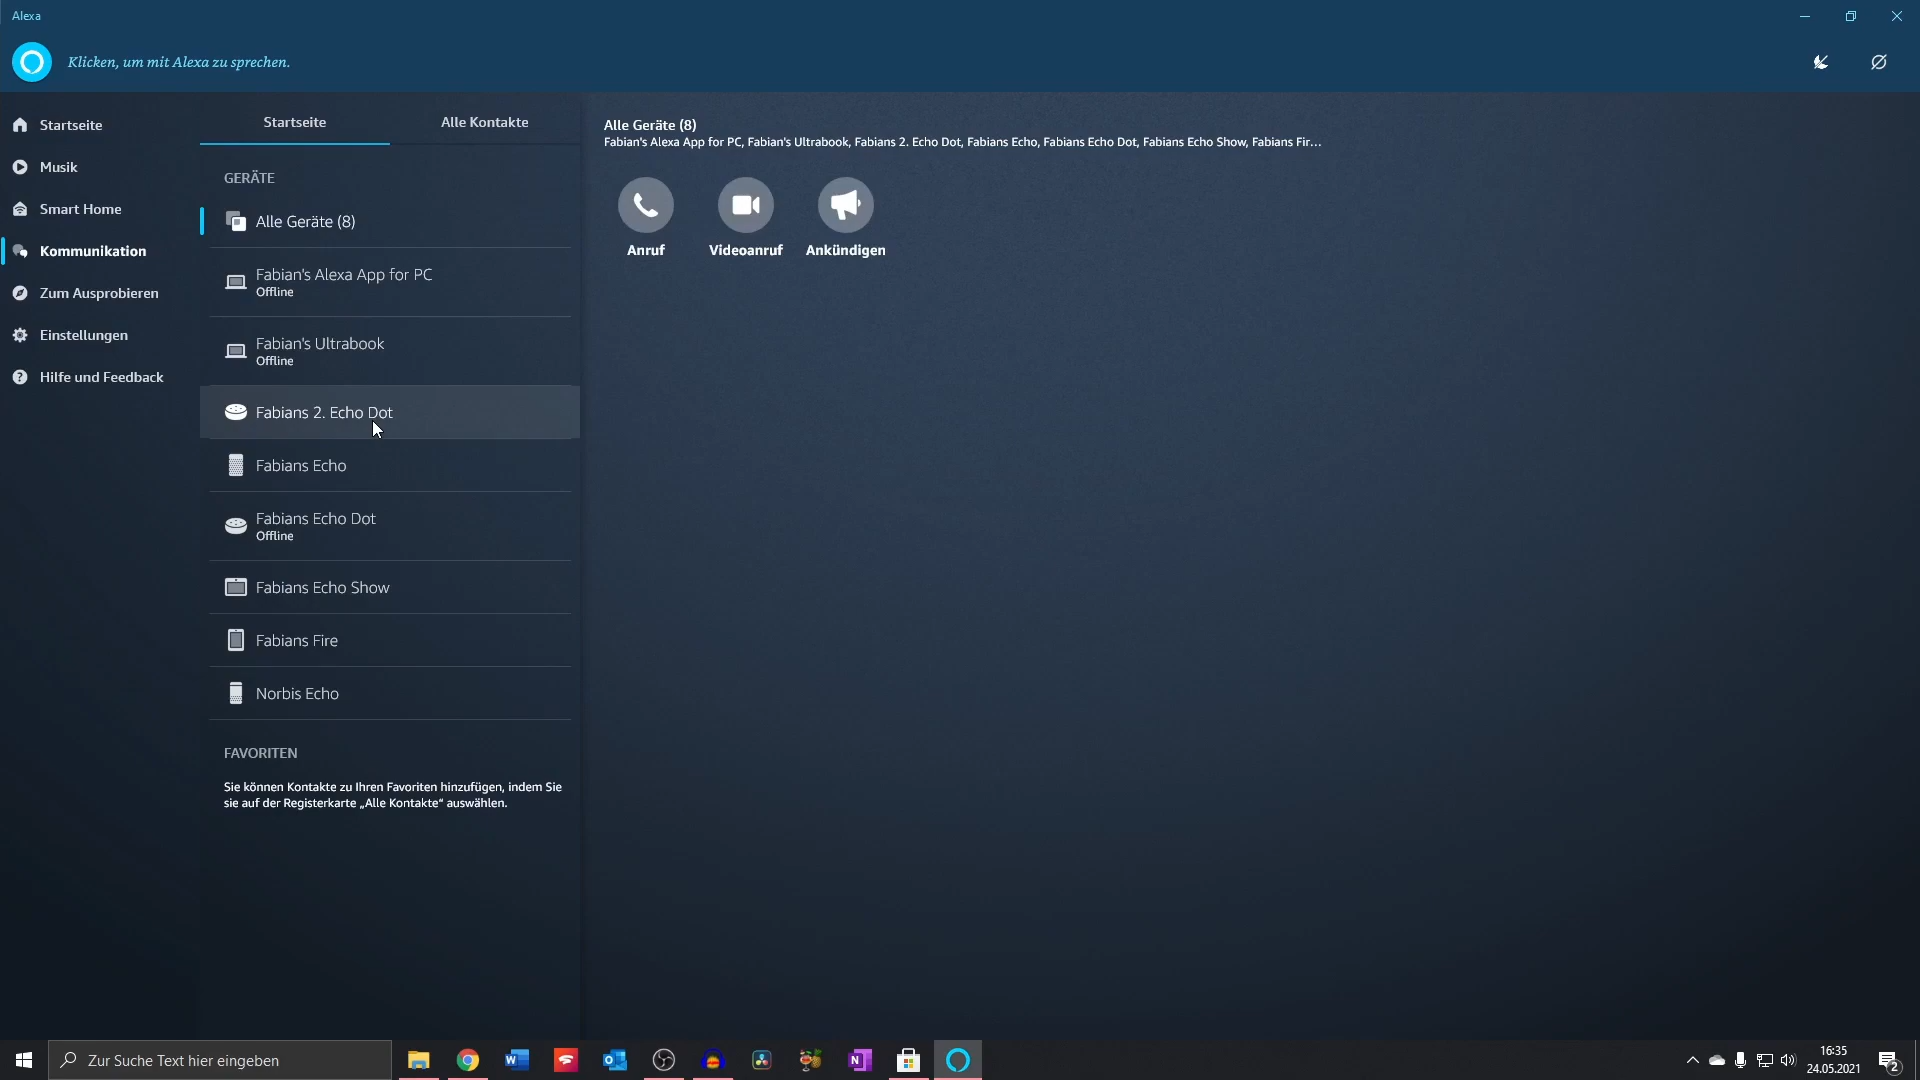 Alexa
Klicken, um mit Alexa zu sprechen.
Startseite
Musik
Smart Home
Kommunikation
Zum Ausprobieren
Einstellungen
Hilfe und Feedback
Startseite
Alle Kontakte
GERÄTE
Alle Geräte (8)
Fabian's Alexa App for PC
Offline
Fabian's Ultrabook
Offline
Fabians 2. Echo Dot
Fabians Echo
Fabians Echo Dot
Offline
Fabians Echo Show
Fabians Fire
Norbis Echo
FAVORITEN
Sie können Kontakte zu Ihren Favoriten hinzufügen, indem Sie
sie auf der Registerkarte „Alle Kontakte“ auswählen.
Alle Geräte (8)
Fabian's Alexa App for PC, Fabian's Ultrabook, Fabians 2. Echo Dot, Fabians Echo, Fabians Echo Dot, Fabians Echo Show, Fabians Fir...
Anruf
Videoanruf
Ankündigen
Zur Suche Text hier eingeben
16:35
24.05.2021
2